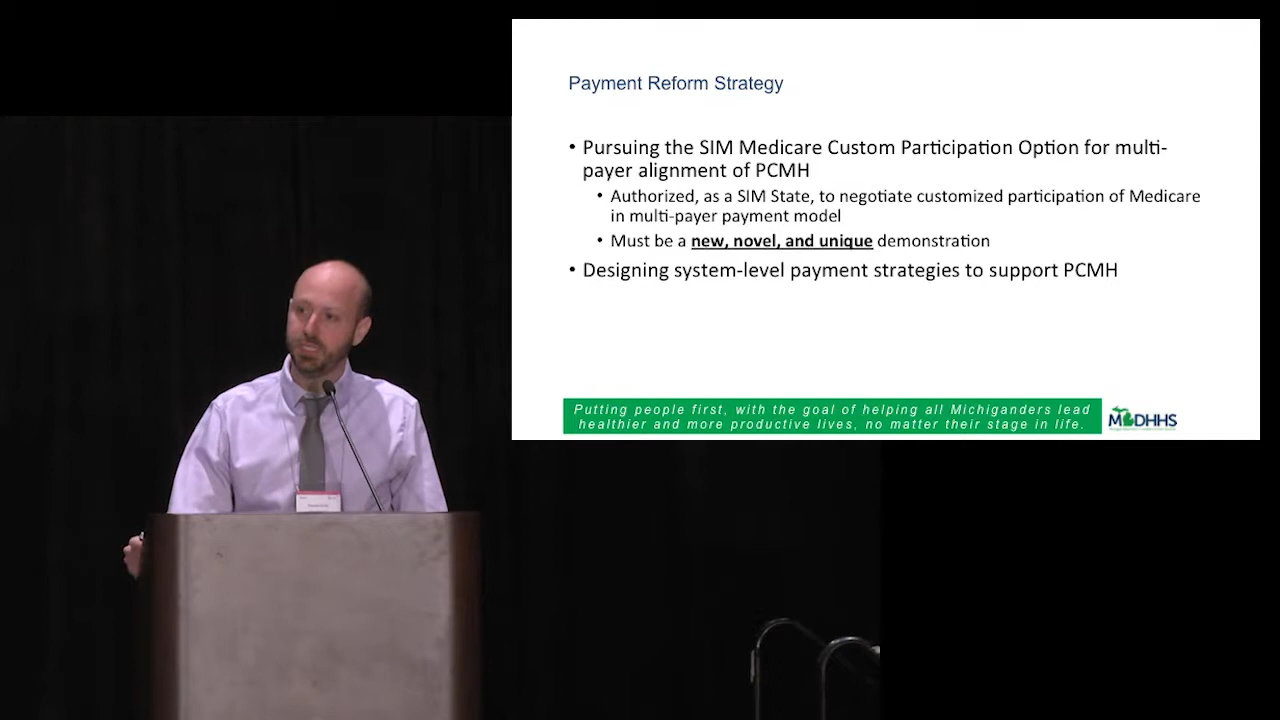 Payment Reform Strategy
• Pursuing the SIM Medicare Custom Participation Option for multi-
payer alignment of PCMH
• Authorized, as a SIM State, to negotiate customized participation of Medicare
in multi-payer payment model
• Must be a new, novel, and unique demonstration
• Designing system-level payment strategies to support PCMH
Putting people first, with the goal of helping all Michiganders lead
healthier and more productive lives, no matter their stage in life.
MDHHS